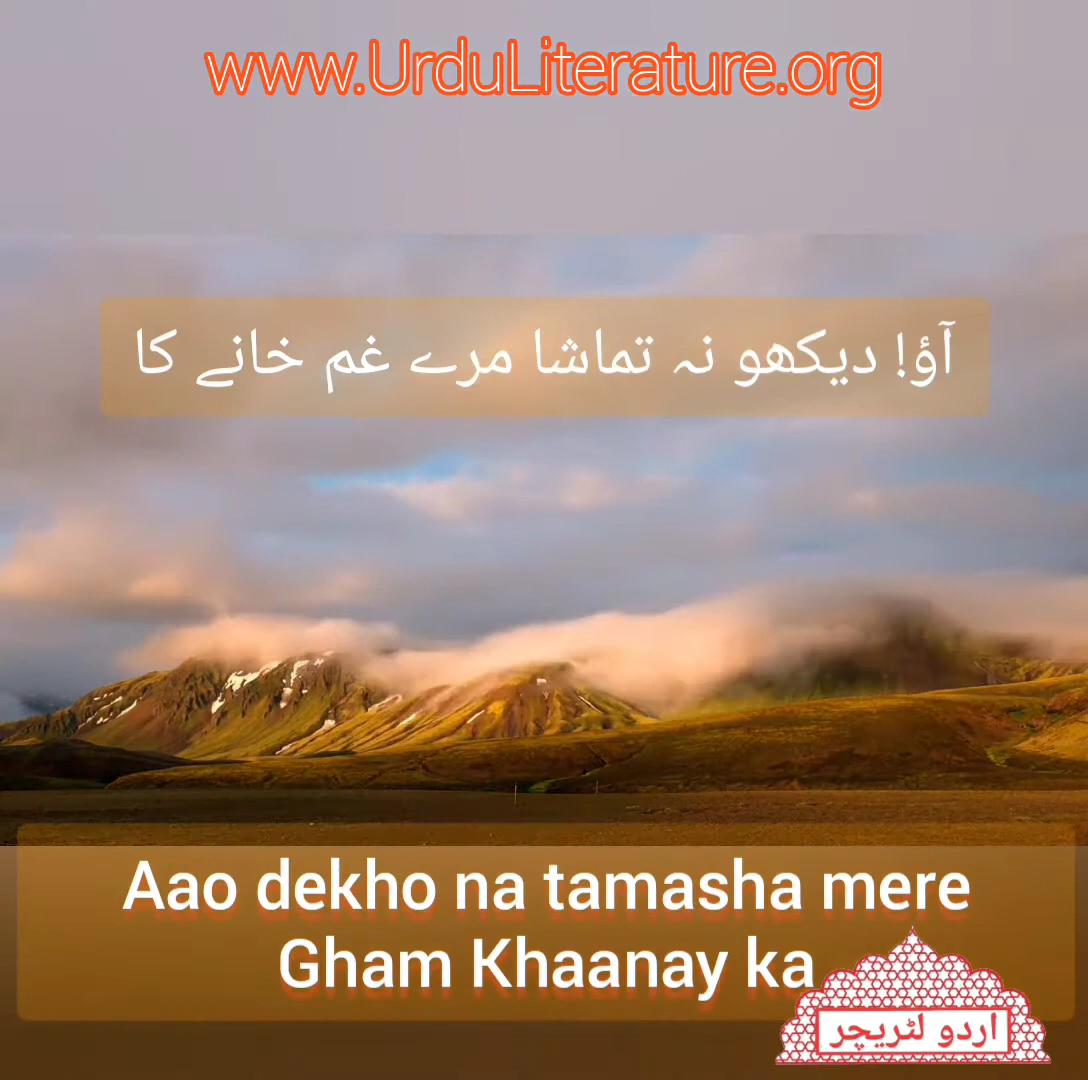 www.UrduLiterature.org
آؤ! دیکھو نہ تماشا مرے غم خانے کا
Aao dekho na tamasha mere
Gham Khaanay ka
اردو لٹریچر